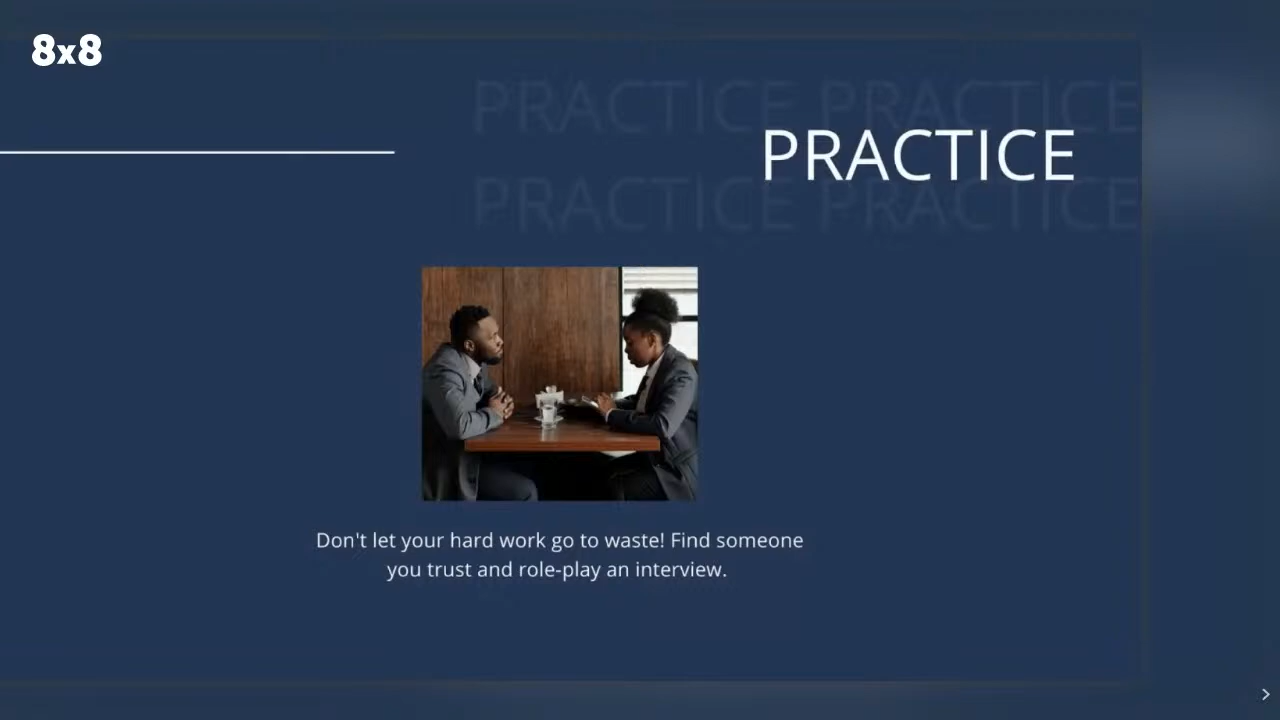 8x8
PRACTICE PRACTICE
PRACTICE
PRACTICE PRACTICE
Don't let your hard work go to waste! Find someone
you trust and role-play an interview.